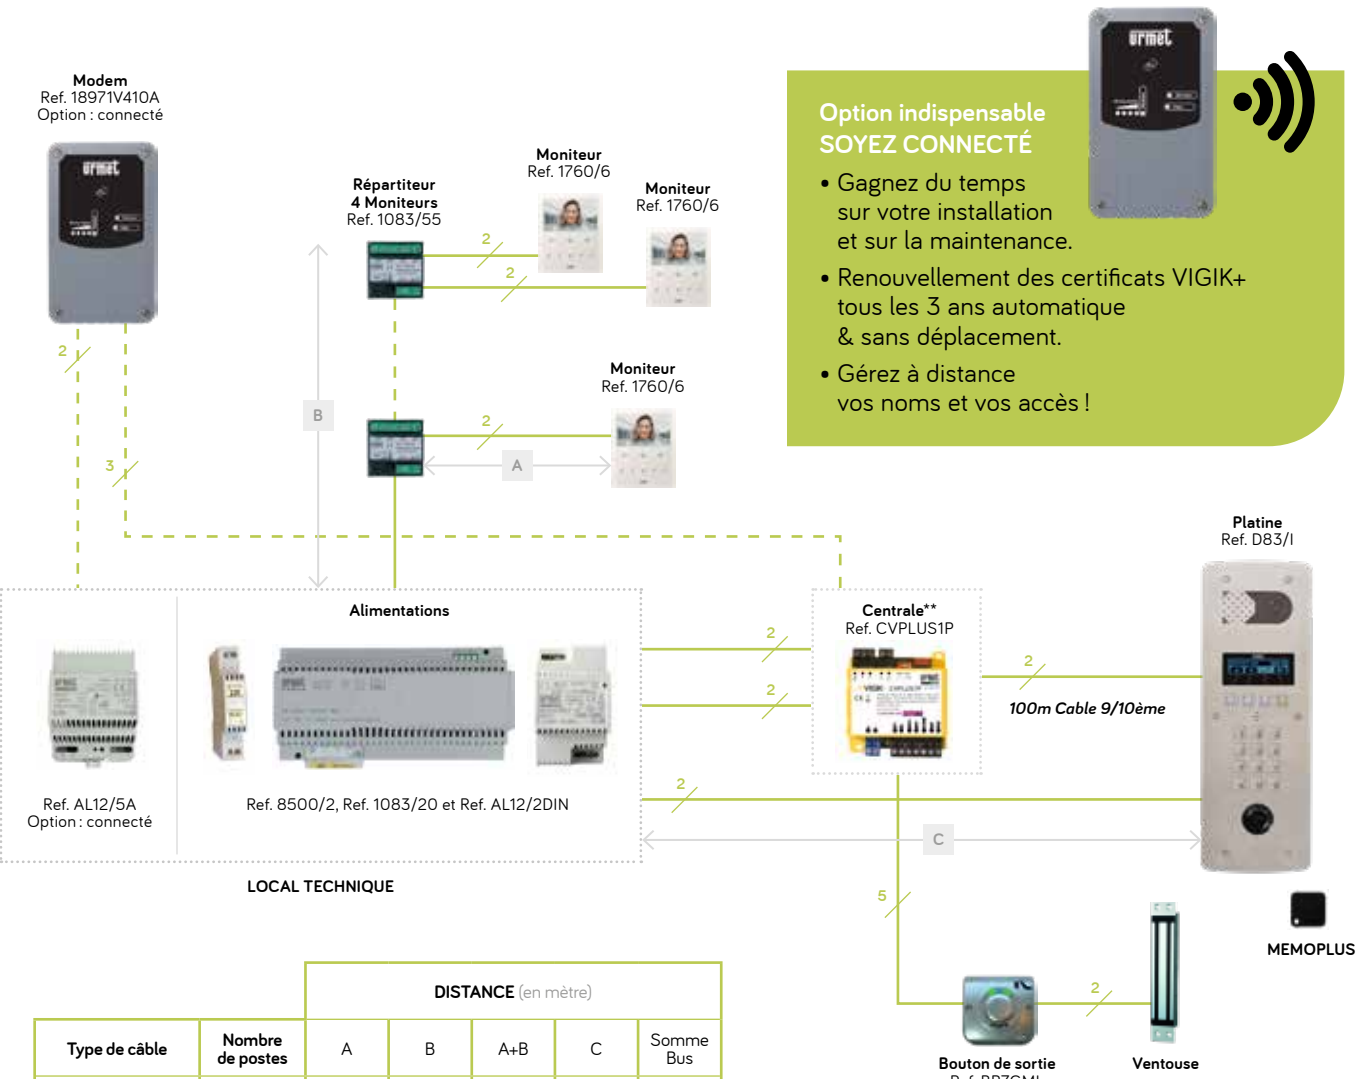 urmet
Option indispensable
SOYEZ CONNECTÉ
• Gagnez du temps
sur votre installation
et sur la maintenance.
• Renouvellement des certificats VIGIK+
tous les 3 ans automatique
& sans déplacement.
• Gérez à distance
vos noms et vos accès !
Modem
Ref. 18971V410A
Option : connecté
urmet
Répartiteur
4 Moniteurs
Ref. 1083/55
Moniteur
Ref. 1760/6
Moniteur
Ref. 1760/6
2
2
2
3
B
Moniteur
Ref. 1760/6
2
A
Platine
Ref. D83/I
Alimentations
Centrale**
Ref. CVPLUS1P
VIGIK
CVPLUS1P
2
2
2
2
100m Cable 9/10ème
Ref. AL12/5A
Option : connecté
Ref. 8500/2, Ref. 1083/20 et Ref. AL12/2DIN
C
LOCAL TECHNIQUE
5
MEMOPLUS
2
Bouton de sortie
Ventouse
DISTANCE (en mètre)
Type de câble
Nombre
de postes
A
B
A+B
C
Somme
Bus